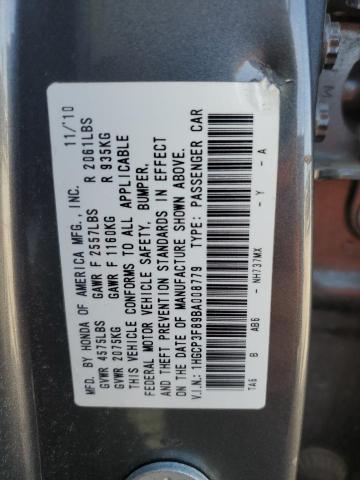 MFD. BY HONDA OF AMERICA MFG., INC. 11/'10
GVWR 4575LBS GAWR F 2557LBS R 2061LBS
GVWR 2075KG GAWR F 1160KG R 935KG
THIS VEHICLE CONFORMS TO ALL APPLICABLE
FEDERAL MOTOR VEHICLE SAFETY, BUMPER,
AND THEFT PREVENTION STANDARDS IN EFFECT
ON THE DATE OF MANUFACTURE SHOWN ABOVE.
V.I.N.: 1HGCP3F89BA008779 TYPE: PASSENGER CAR
TA6 B AB6 - NH737MX - Y - A